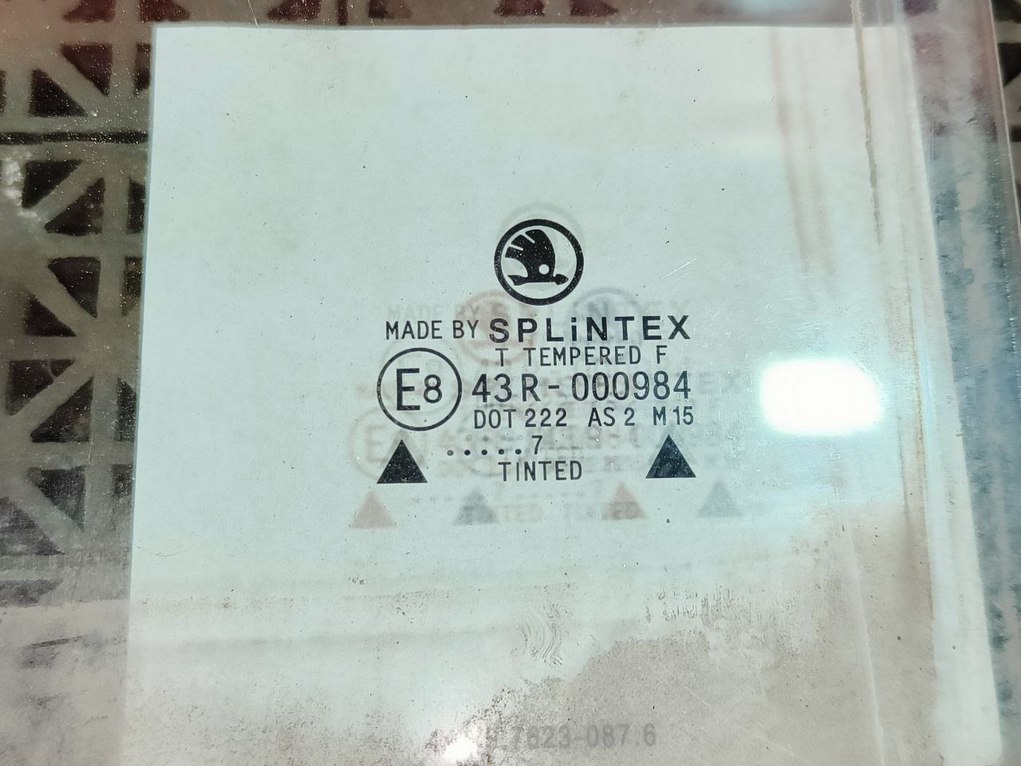 MADE BY SPLiNTEX
T TEMPERED F
E8 43R-000984
DOT 222 AS 2 M15
.....7
TINTED
7623-087.6